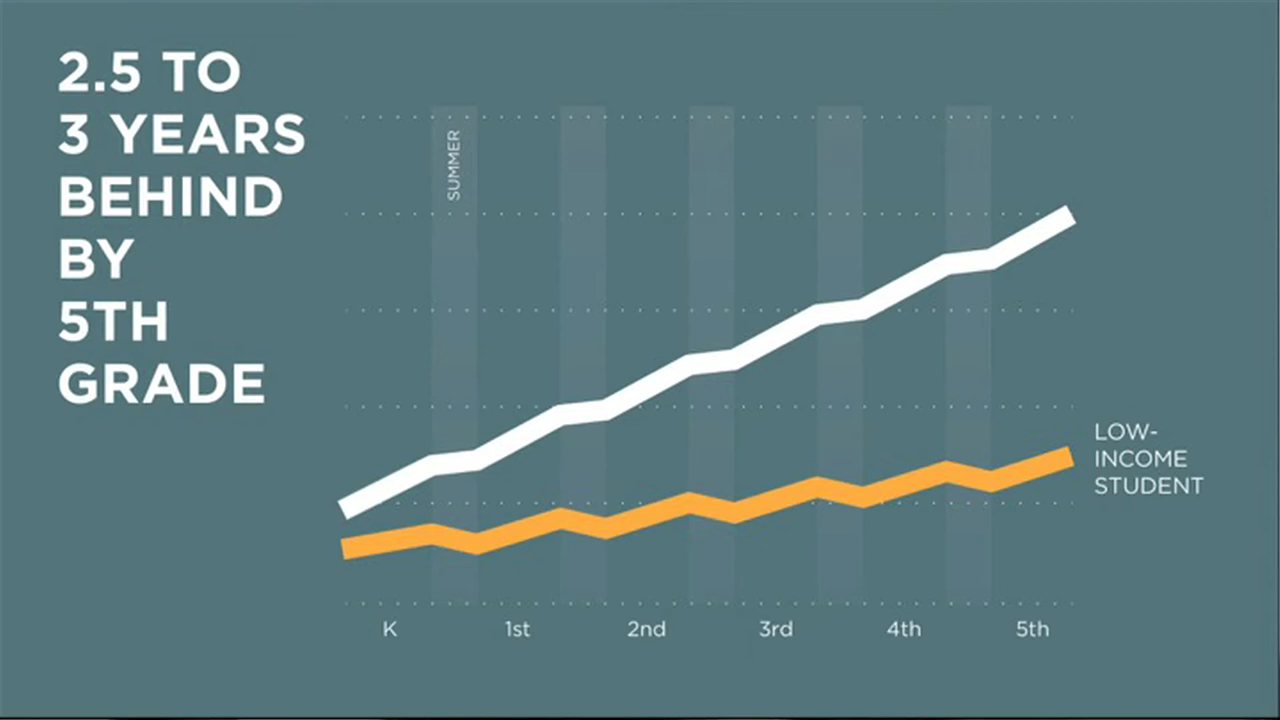 2.5 TO
3 YEARS
BEHIND
BY
5TH
GRADE
SUMMER
LOW-
INCOME
STUDENT
K 1st 2nd 3rd 4th 5th